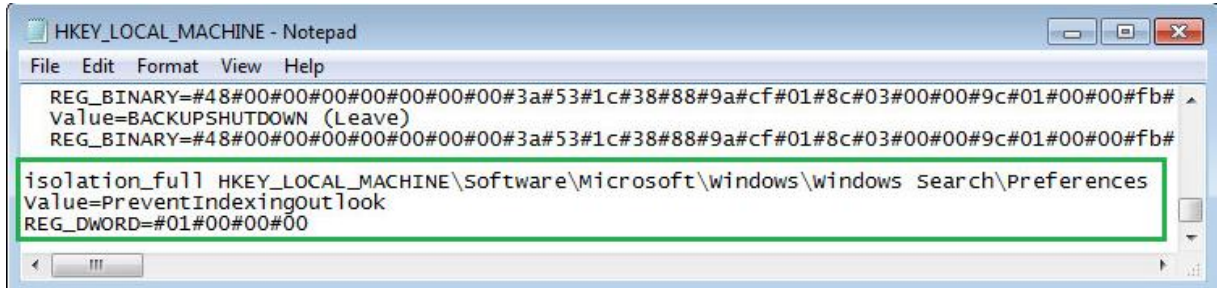 HKEY_LOCAL_MACHINE - Notepad
File Edit Format View Help
REG_BINARY=#48#00#00#00#00#00#00#00#3a#53#1c#38#88#9a#cf#01#8c#03#00#00#9c#01#00#00#fb#
Value=BACKUPSHUTDOWN (Leave)
REG_BINARY=#48#00#00#00#00#00#00#00#3a#53#1c#38#88#9a#cf#01#8c#03#00#00#9c#01#00#00#fb#
isolation_full HKEY_LOCAL_MACHINE\Software\Microsoft\Windows\Windows Search\Preferences
Value=PreventIndexingOutlook
REG_DWORD=#01#00#00#00